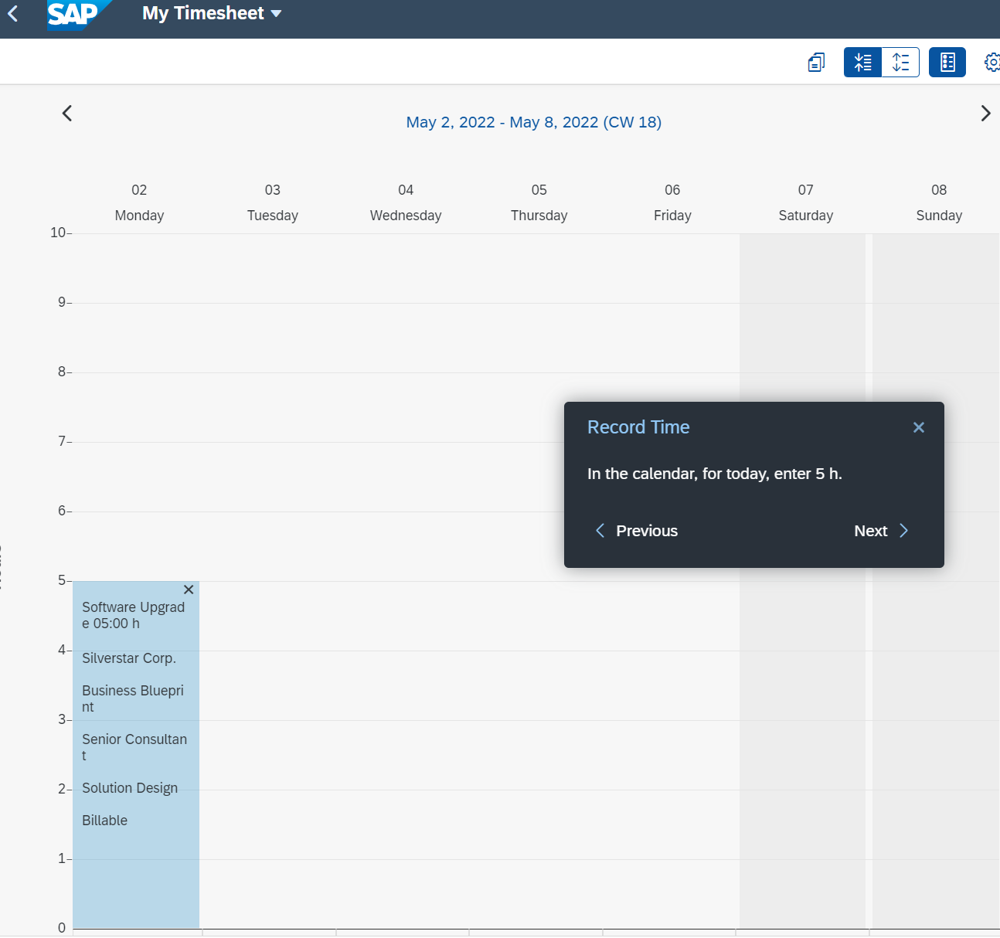 SAP My Timesheet
May 2, 2022 - May 8, 2022 (CW 18)
02 03 04 05 06 07 08
Monday Tuesday Wednesday Thursday Friday Saturday Sunday
10
9
8
7
6
5
4
3
2
1
0
Record Time
In the calendar, for today, enter 5 h.
Previous Next
Software Upgrad
e 05:00 h
Silverstar Corp.
Business Bluepri
nt
Senior Consultan
t
Solution Design
Billable